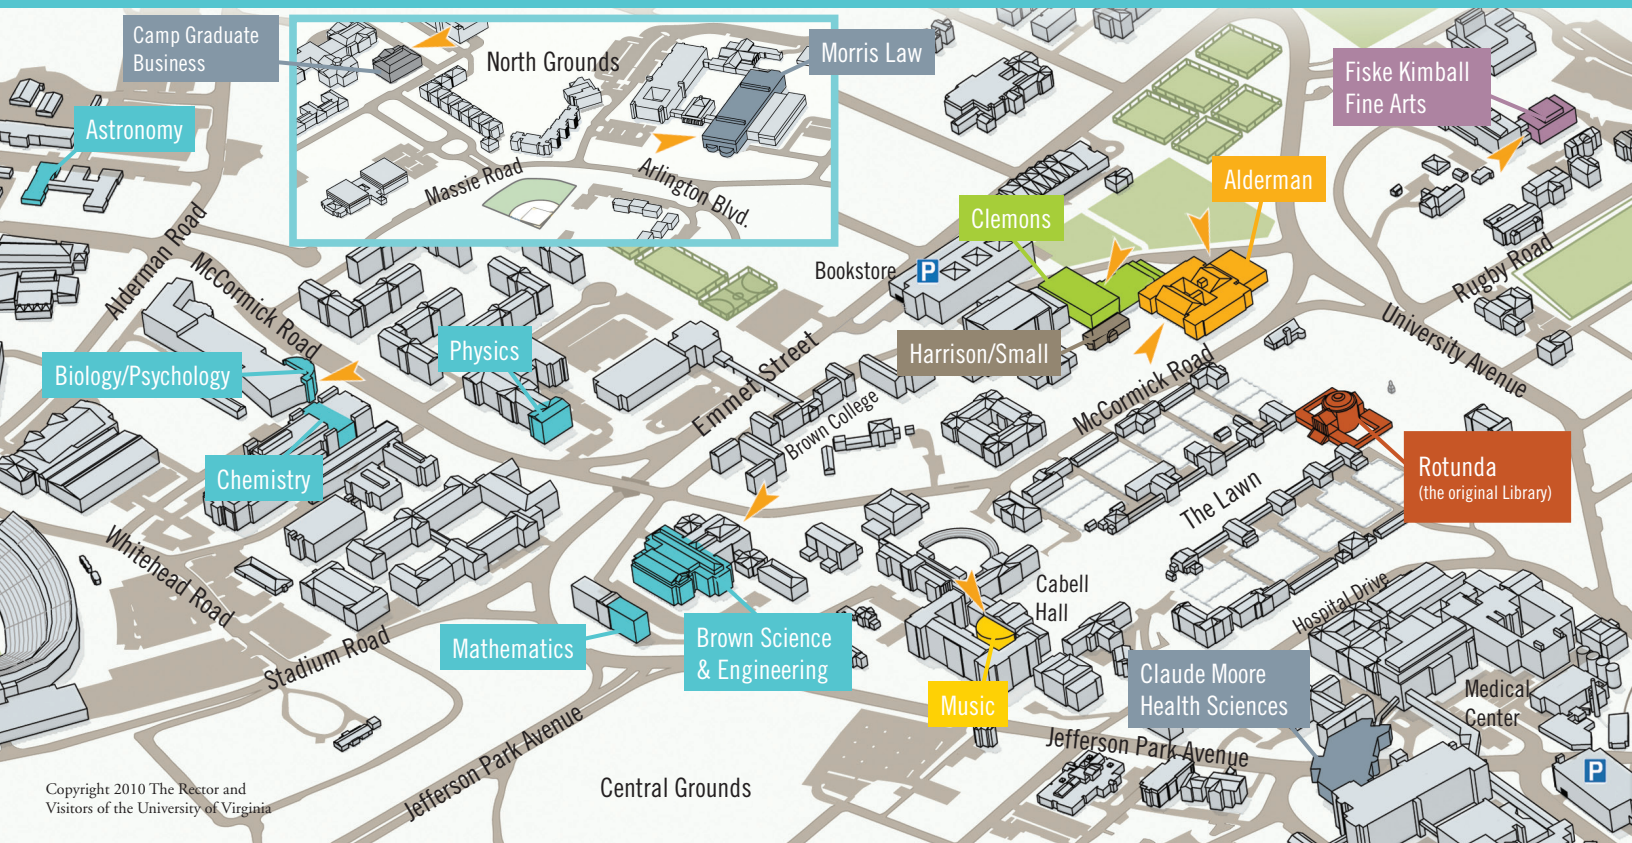 Camp Graduate
Business
North Grounds
Morris Law
Fiske Kimball
Fine Arts
Astronomy
Massie Road
Arlington Blvd.
Alderman
Clemons
Alderman Road
McCormick Road
Bookstore
P
Rugby Road
University Avenue
Physics
Harrison/Small
Biology/Psychology
Emmet Street
McCormick Road
Brown College
Chemistry
Rotunda
(the original Library)
The Lawn
Whitehead Road
Cabell
Hall
Hospital Drive
Stadium Road
Mathematics
Brown Science
& Engineering
Music
Claude Moore
Health Sciences
Medical
Center
Jefferson Park Avenue
Jefferson Park Avenue
P
Central Grounds
Copyright 2010 The Rector and
Visitors of the University of Virginia